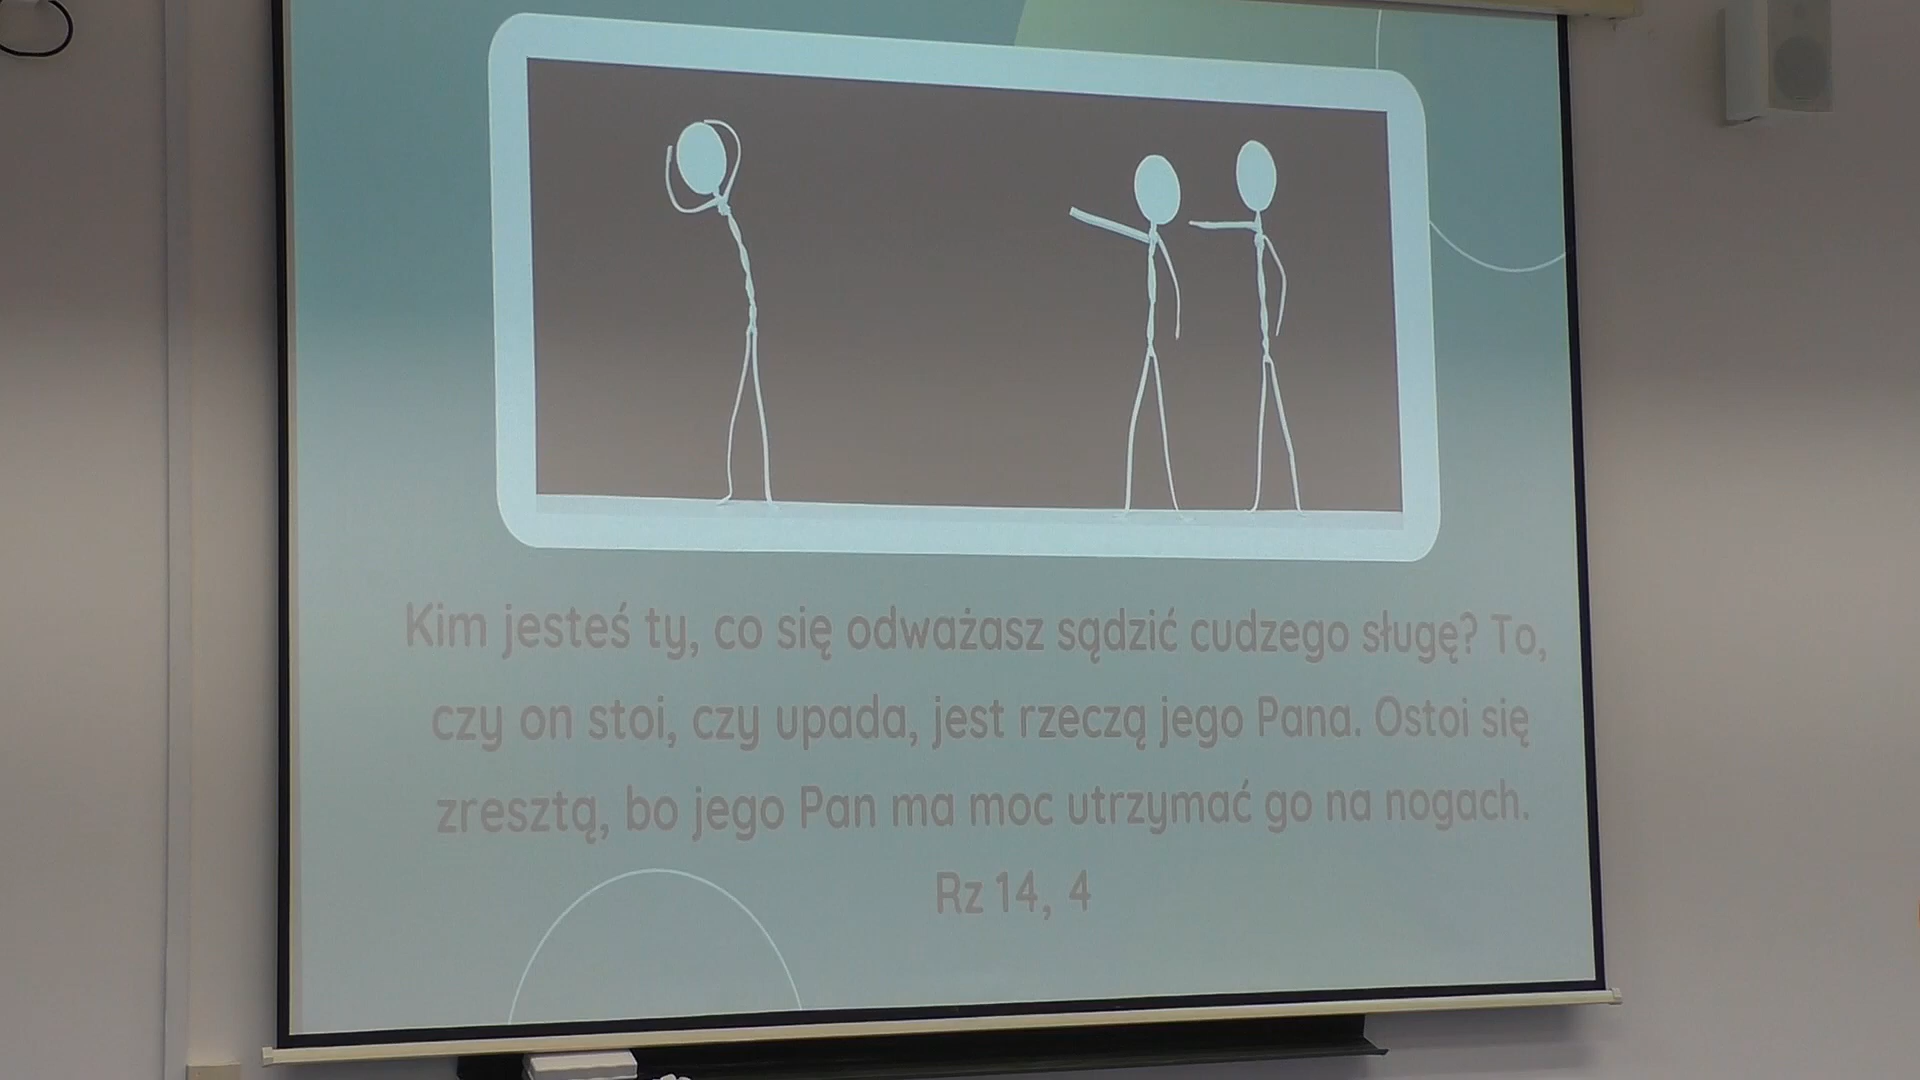 Kim jesteś ty, co się odważasz sądzić cudzego sługę? To,
czy on stoi, czy upada, jest rzeczą jego Pana. Ostoi się
zresztą, bo jego Pan ma moc utrzymać go na nogach.
Rz 14, 4